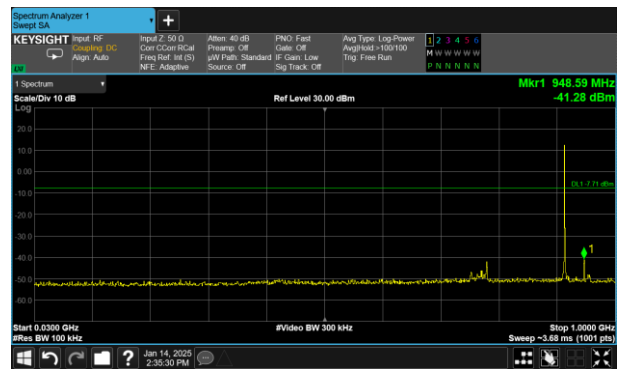 Spectrum Analyzer 1
Swept SA
KEYSIGHT
Input: RF
Coupling: DC
Align: Auto
Input Z: 50 Ω
Corr CCorr RCal
Freq Ref: Int (S)
NFE: Adaptive
Atten: 40 dB
Preamp: Off
µW Path: Standard
Source: Off
PNO: Fast
Gate: Off
IF Gain: Low
Sig Track: Off
Avg Type: Log-Power
Avg|Hold:>100/100
Trig: Free Run
1 2 3 4 5 6
M W W W W W
P N N N N N
1 Spectrum
Scale/Div 10 dB
Ref Level 30.00 dBm
Mkr1 948.59 MHz
-41.28 dBm
Log
20.0
10.0
0.00
DL1 -7.71 dBm
-10.0
-20.0
-30.0
-40.0
1
-50.0
-60.0
Start 0.0300 GHz
#Video BW 300 kHz
Stop 1.0000 GHz
#Res BW 100 kHz
Sweep ~3.68 ms (1001 pts)
Jan 14, 2025
2:35:30 PM